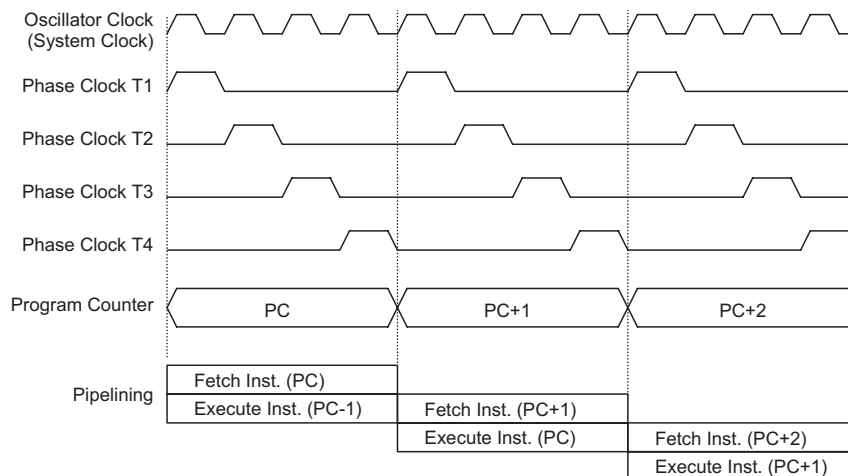 Oscillator Clock
(System Clock)
Phase Clock T1
Phase Clock T2
Phase Clock T3
Phase Clock T4
Program Counter
PC
PC+1
PC+2
Pipelining
Fetch Inst. (PC)
Execute Inst. (PC-1)
Fetch Inst. (PC+1)
Execute Inst. (PC)
Fetch Inst. (PC+2)
Execute Inst. (PC+1)